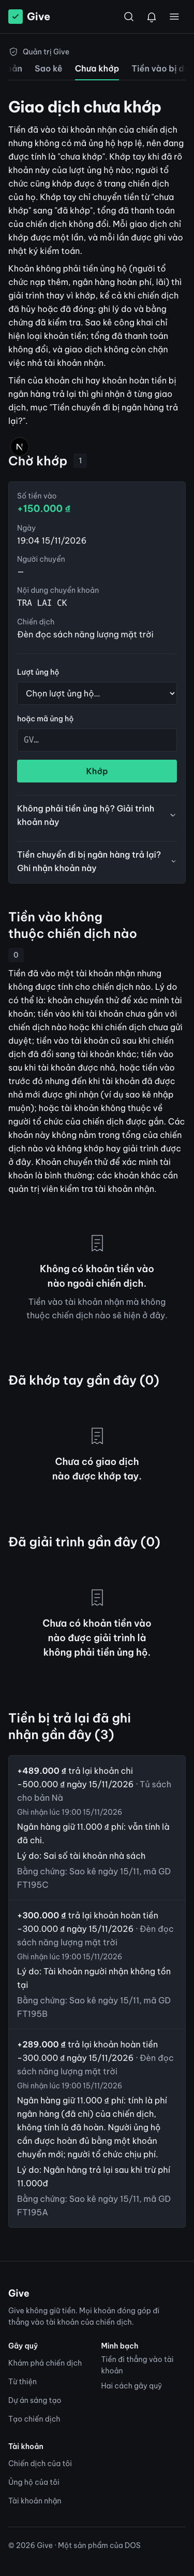 Give
Quản trị Give
Sao kê Chưa khớp Tiền vào bị
Giao dịch chưa khớp
Tiền đã vào tài khoản nhận của chiến dịch
nhưng không có mã ủng hộ hợp lệ, nên đang
được tính là "chưa khớp". Khớp tay khi đã rõ
khoản này của lượt ủng hộ nào; người tổ
chức cũng khớp được ở trang chiến dịch
của họ. Khớp tay chỉ chuyển tiền từ "chưa
khớp" sang "đã khớp", tổng đã thanh toán
của chiến dịch không đổi. Mỗi giao dịch chỉ
khớp được một lần, và mỗi lần được ghi vào
nhật ký kiểm toán.
Khoản không phải tiền ủng hộ (người tổ
chức nạp thêm, ngân hàng hoàn phí, lãi) thì
giải trình thay vì khớp, kể cả khi chiến dịch
đã hủy hoặc đã đóng: ghi lý do và bằng
chứng đã kiểm tra. Sao kê công khai chỉ
hiện loại khoản tiền; tổng đã thanh toán
không đổi, và giao dịch không còn chặn
việc nhả tài khoản nhận.
Tiền của khoản chi hay khoản hoàn tiền bị
ngân hàng trả lại thì ghi nhận ở từng giao
dịch, mục "Tiền chuyển đi bị ngân hàng trả
lại?".
N
Chờ khớp 1
Số tiền vào
+150.000 ₫
Ngày
19:04 15/11/2026
Người chuyển
—
Nội dung chuyển khoản
TRA LAI CK
Chiến dịch
Đèn đọc sách năng lượng mặt trời
Lượt ủng hộ
Chọn lượt ủng hộ…
hoặc mã ủng hộ
GV…
Khớp
Không phải tiền ủng hộ? Giải trình
khoản này
Tiền chuyển đi bị ngân hàng trả lại?
Ghi nhận khoản này
Tiền vào không
thuộc chiến dịch nào
0
Tiền đã vào một tài khoản nhận nhưng
không được tính cho chiến dịch nào. Lý do
có thể là: khoản chuyển thử để xác minh tài
khoản; tiền vào khi tài khoản chưa gắn với
chiến dịch nào hoặc khi chiến dịch chưa gửi
duyệt; tiền vào tài khoản cũ sau khi chiến
dịch đã đổi sang tài khoản khác; tiền vào
sau khi tài khoản được nhả, hoặc tiền vào
trước đó nhưng đến khi tài khoản đã được
nhả mới được ghi nhận (ví dụ sao kê nhập
muộn); hoặc tài khoản không thuộc về
người tổ chức của chiến dịch được gắn. Các
khoản này không nằm trong tổng của chiến
dịch nào và không khớp hay giải trình được
ở đây. Khoản chuyển thử để xác minh tài
khoản là bình thường; các khoản khác cần
quản trị viên kiểm tra tài khoản nhận.
Không có khoản tiền vào
nào ngoài chiến dịch.
Tiền vào tài khoản nhận mà không
thuộc chiến dịch nào sẽ hiện ở đây.
Đã khớp tay gần đây (0)
Chưa có giao dịch
nào được khớp tay.
Đã giải trình gần đây (0)
Chưa có khoản tiền vào
nào được giải trình là
không phải tiền ủng hộ.
Tiền bị trả lại đã ghi
nhận gần đây (3)
+489.000 ₫ trả lại khoản chi
−500.000 ₫ ngày 15/11/2026 · Tủ sách
cho bản Nà
Ghi nhận lúc 19:00 15/11/2026
Ngân hàng giữ 11.000 ₫ phí: vẫn tính là
đã chi.
Lý do: Sai số tài khoản nhà sách
Bằng chứng: Sao kê ngày 15/11, mã GD
FT195C
+300.000 ₫ trả lại khoản hoàn tiền
−300.000 ₫ ngày 15/11/2026 · Đèn đọc
sách năng lượng mặt trời
Ghi nhận lúc 19:00 15/11/2026
Lý do: Tài khoản người nhận không tồn
tại
Bằng chứng: Sao kê ngày 15/11, mã GD
FT195B
+289.000 ₫ trả lại khoản hoàn tiền
−300.000 ₫ ngày 15/11/2026 · Đèn đọc
sách năng lượng mặt trời
Ghi nhận lúc 19:00 15/11/2026
Ngân hàng giữ 11.000 ₫ phí: tính là phí
ngân hàng (đã chi) của chiến dịch,
không tính là đã hoàn. Người ủng hộ
cần được hoàn đủ bằng một khoản
chuyển mới; người tổ chức chịu phí.
Lý do: Ngân hàng trả lại sau khi trừ phí
11.000đ
Bằng chứng: Sao kê ngày 15/11, mã GD
FT195A
Give
Give không giữ tiền. Mọi khoản đóng góp đi
thẳng vào tài khoản của chiến dịch.
Gây quỹ
Khám phá chiến dịch
Từ thiện
Dự án sáng tạo
Tạo chiến dịch
Minh bạch
Tiền đi thẳng vào tài
khoản
Hai cách gây quỹ
Tài khoản
Chiến dịch của tôi
Ủng hộ của tôi
Tài khoản nhận
© 2026 Give · Một sản phẩm của DOS